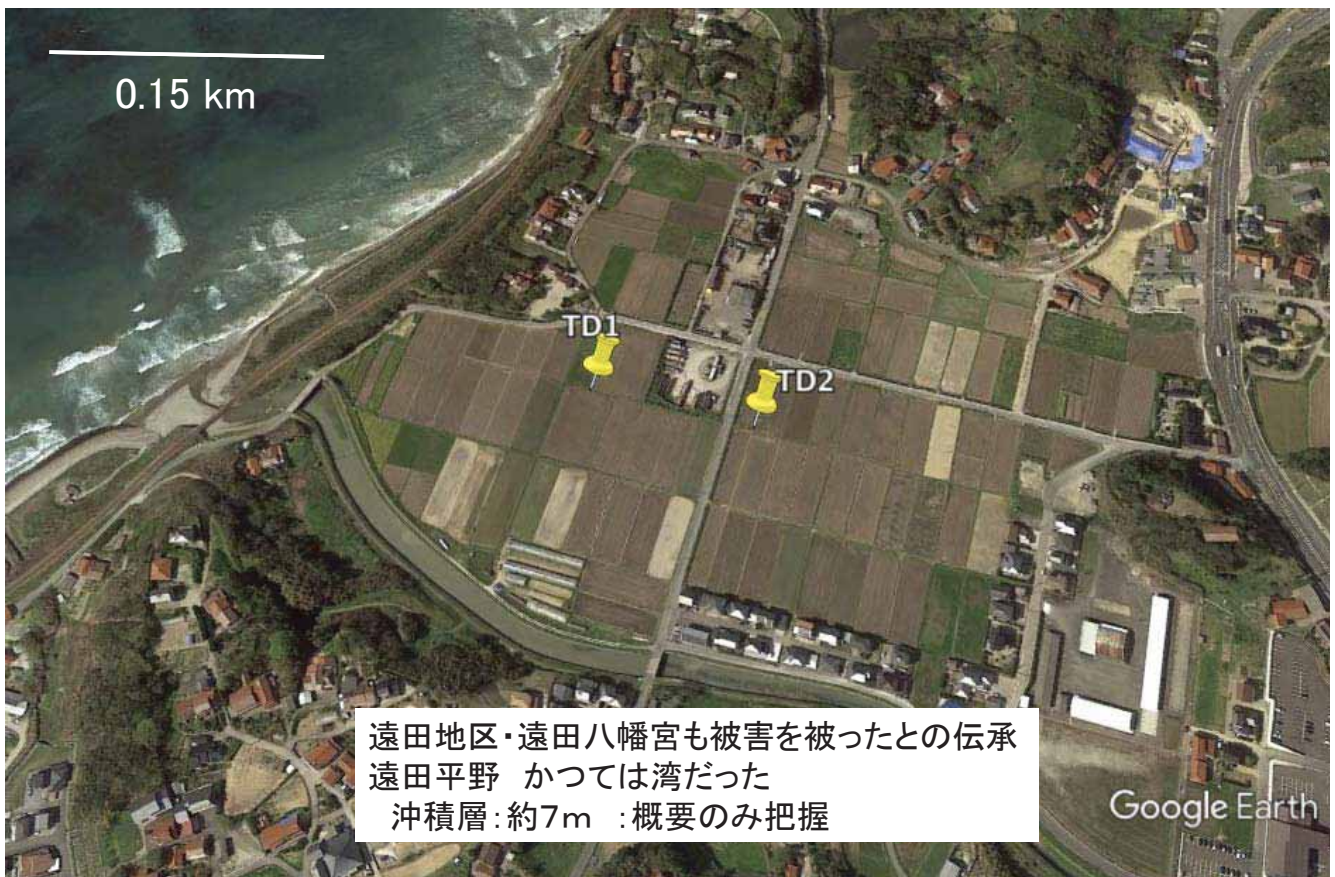 0.15 km
TD1
TD2
遠田地区・遠田八幡宮も被害を被ったとの伝承
遠田平野　かつては湾だった
沖積層:約7m　:概要のみ把握
Google Earth